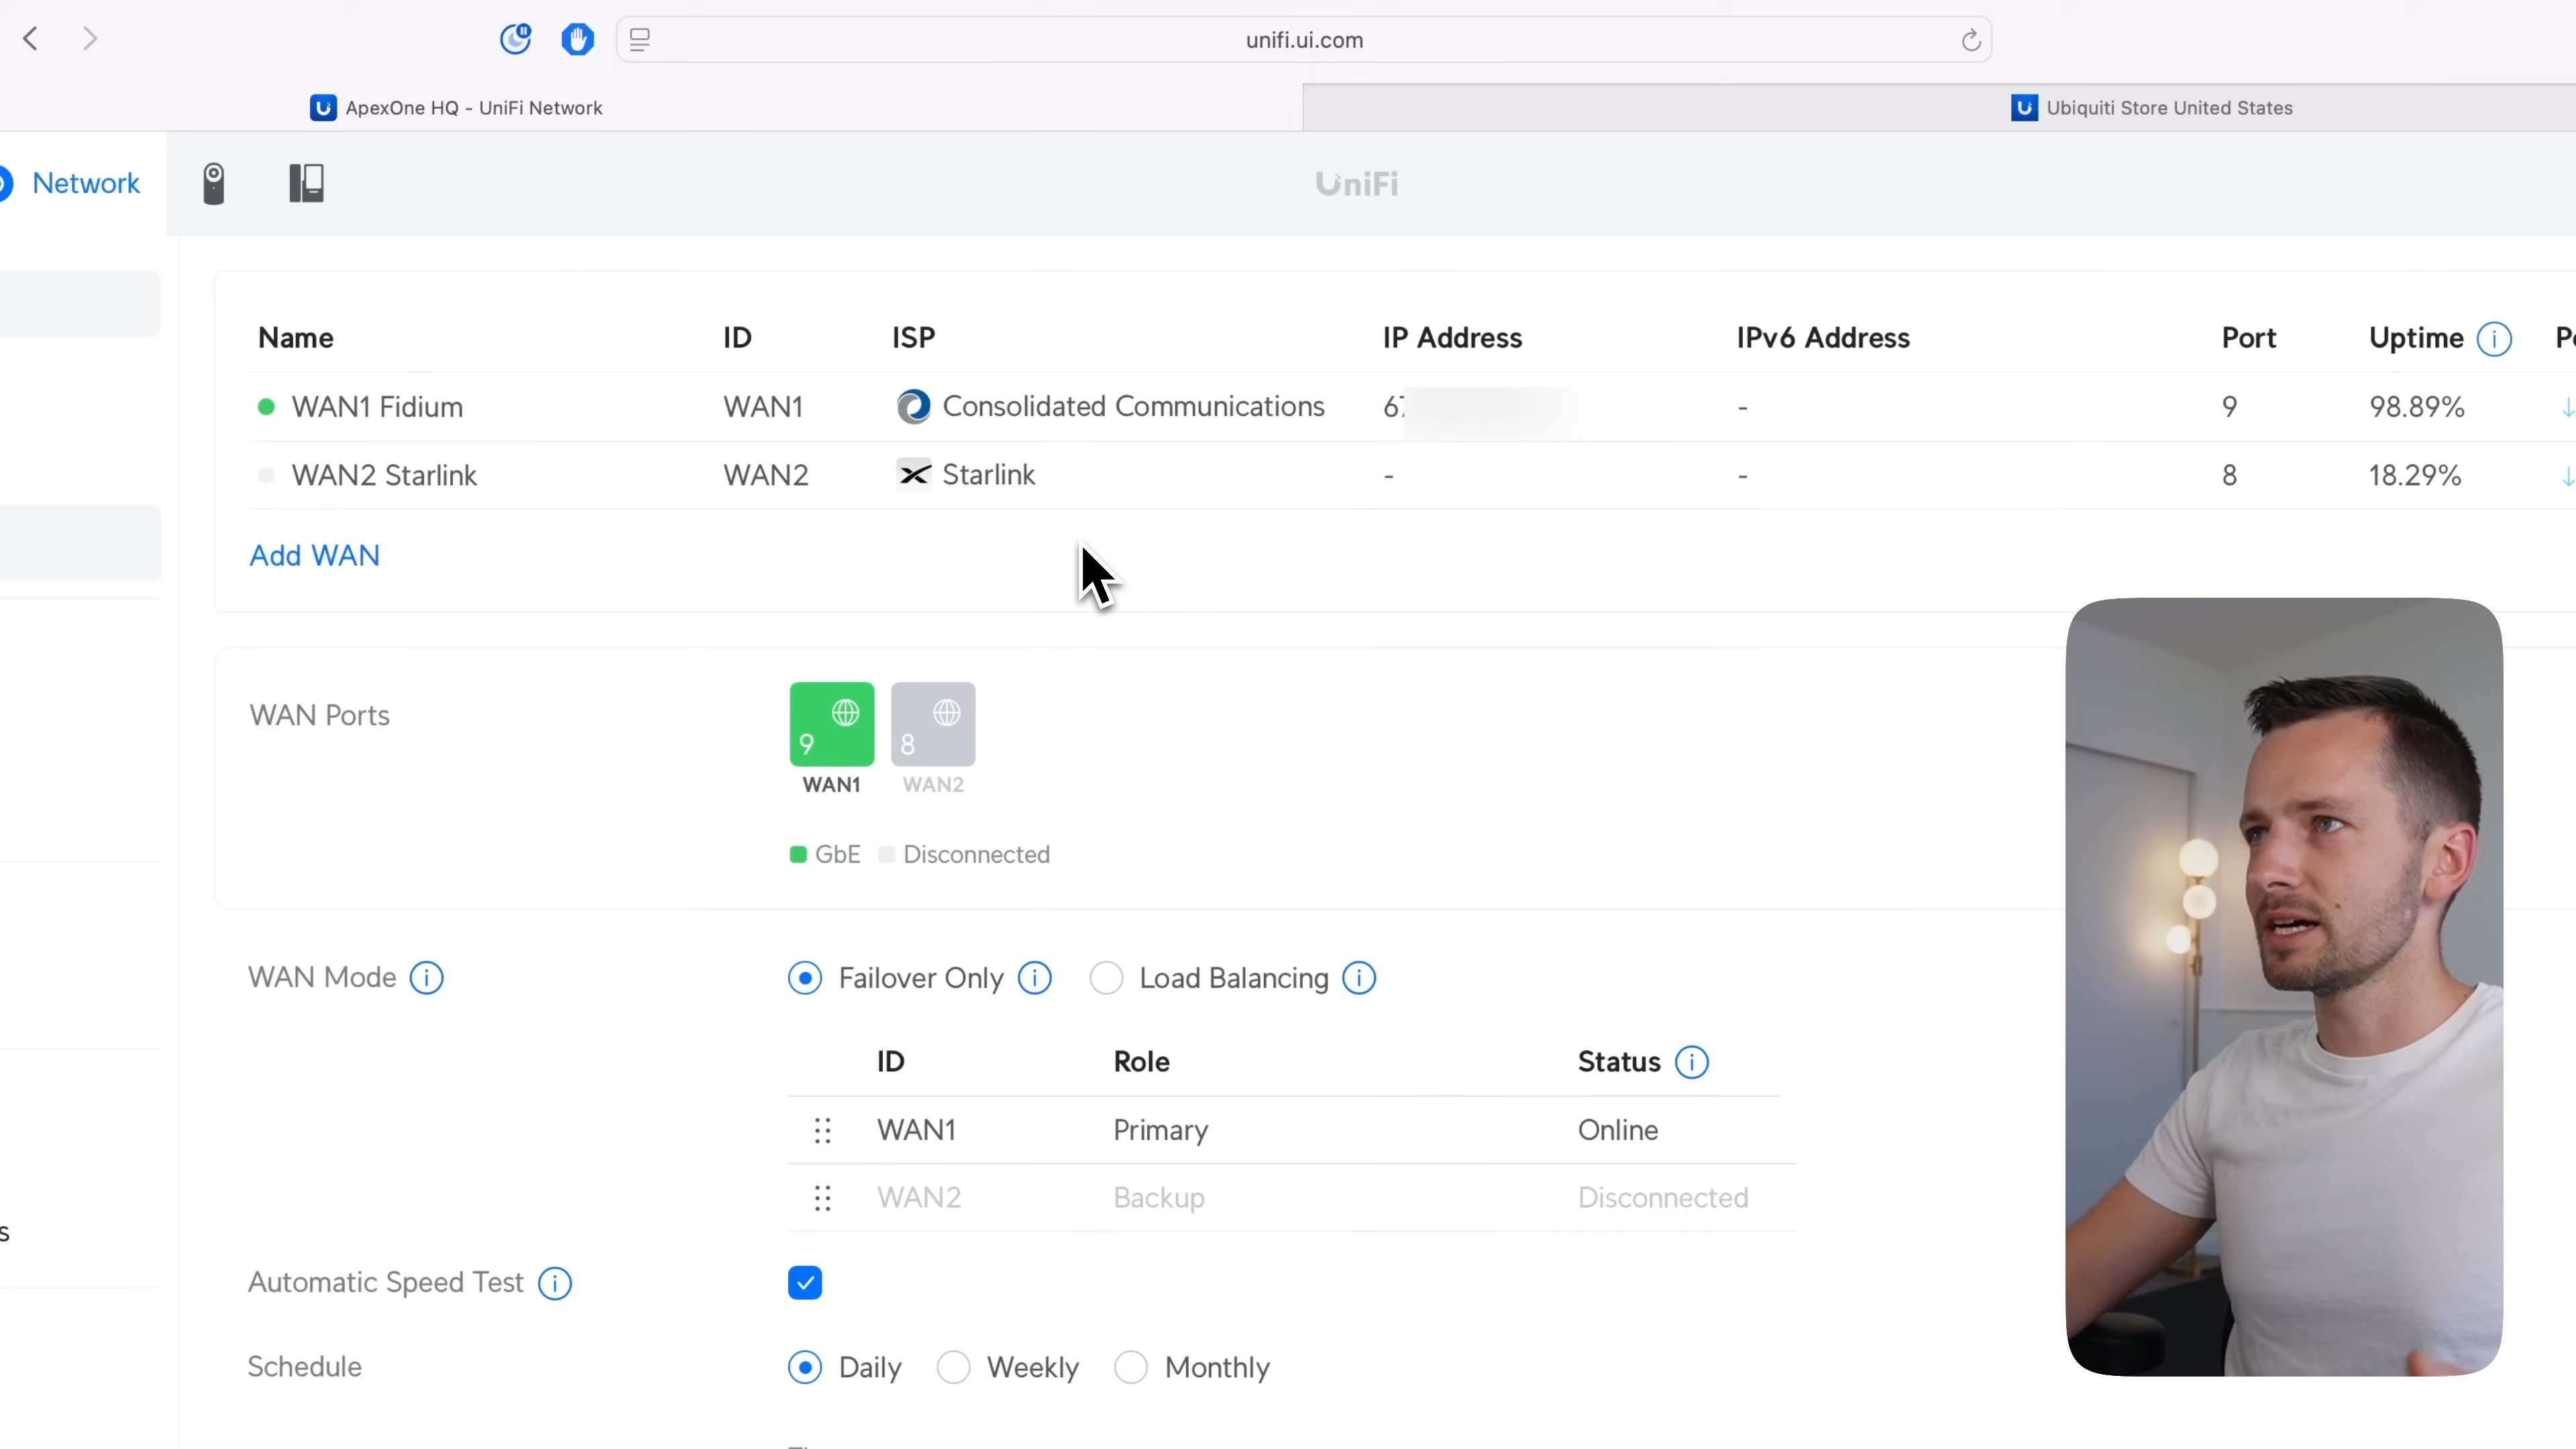 unifi.ui.com
ApexOne HQ - UniFi Network
Ubiquiti Store United States
Network
UniFi
Name ID ISP IP Address IPv6 Address Port Uptime
WAN1 Fidium WAN1 Consolidated Communications - 9 98.89%
WAN2 Starlink WAN2 Starlink - - 8 18.29%
Add WAN
WAN Ports
9 8
WAN1 WAN2
GbE Disconnected
WAN Mode Failover Only Load Balancing
ID Role Status
WAN1 Primary Online
WAN2 Backup Disconnected
s
Automatic Speed Test
Schedule Daily Weekly Monthly